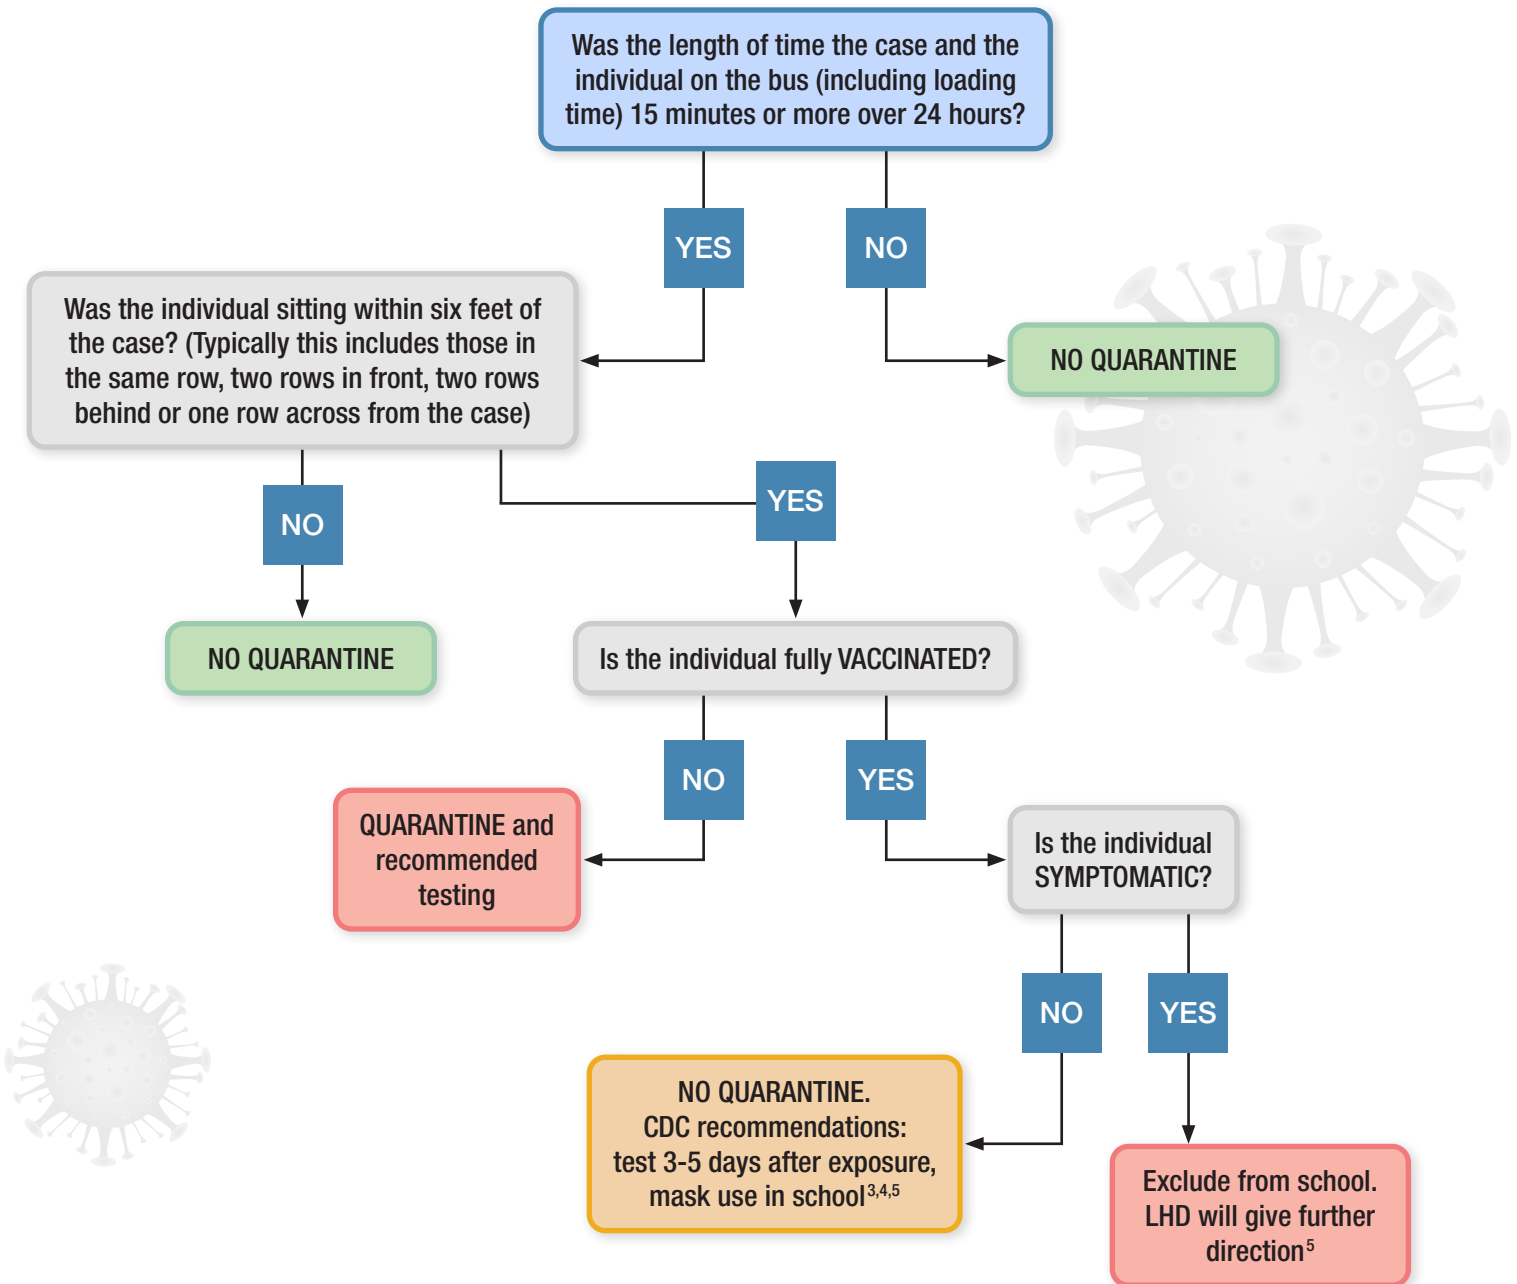 Was the length of time the case and the
individual on the bus (including loading
time) 15 minutes or more over 24 hours?
YES
NO
Was the individual sitting within six feet of
the case? (Typically this includes those in
the same row, two rows in front, two rows
behind or one row across from the case)
NO QUARANTINE
NO
YES
NO QUARANTINE
Is the individual fully VACCINATED?
NO
YES
QUARANTINE and
recommended
testing
Is the individual
SYMPTOMATIC?
NO
YES
NO QUARANTINE.
CDC recommendations:
test 3-5 days after exposure,
mask use in school3,4,5
Exclude from school.
LHD will give further
direction5